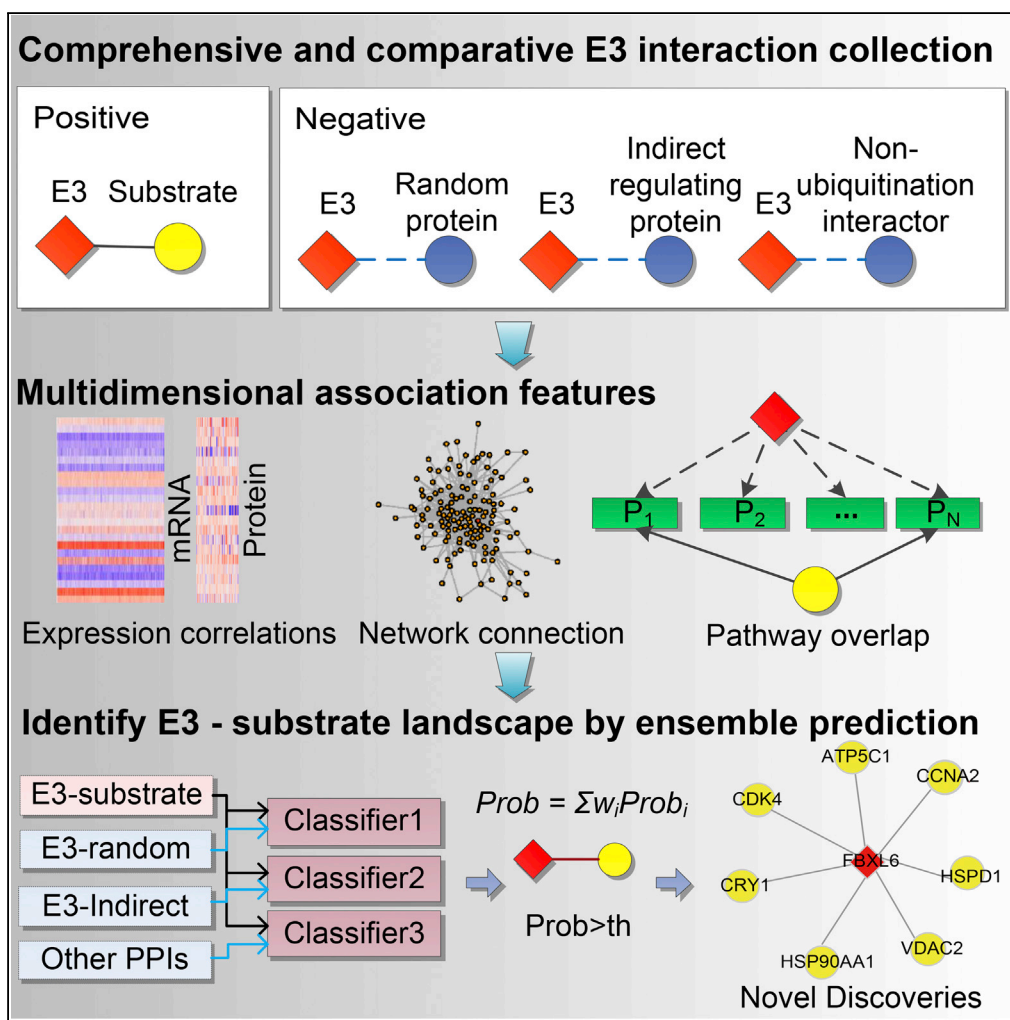 Comprehensive and comparative E3 interaction collection
Positive
E3 Substrate
Negative
E3
Random
protein
E3
Indirect
regulating
protein
E3
Non-
ubiquitination
interactor
Multidimensional association features
mRNA
Protein
Expression correlations
Network connection
P1
P2
...
PN
Pathway overlap
Identify E3 - substrate landscape by ensemble prediction
E3-substrate
E3-random
E3-Indirect
Other PPIs
Classifier1
Classifier2
Classifier3
Prob = ΣwiProbi
Prob>th
ATP5C1
CCNA2
CDK4
FBXL6
HSPD1
CRY1
VDAC2
HSP90AA1
Novel Discoveries